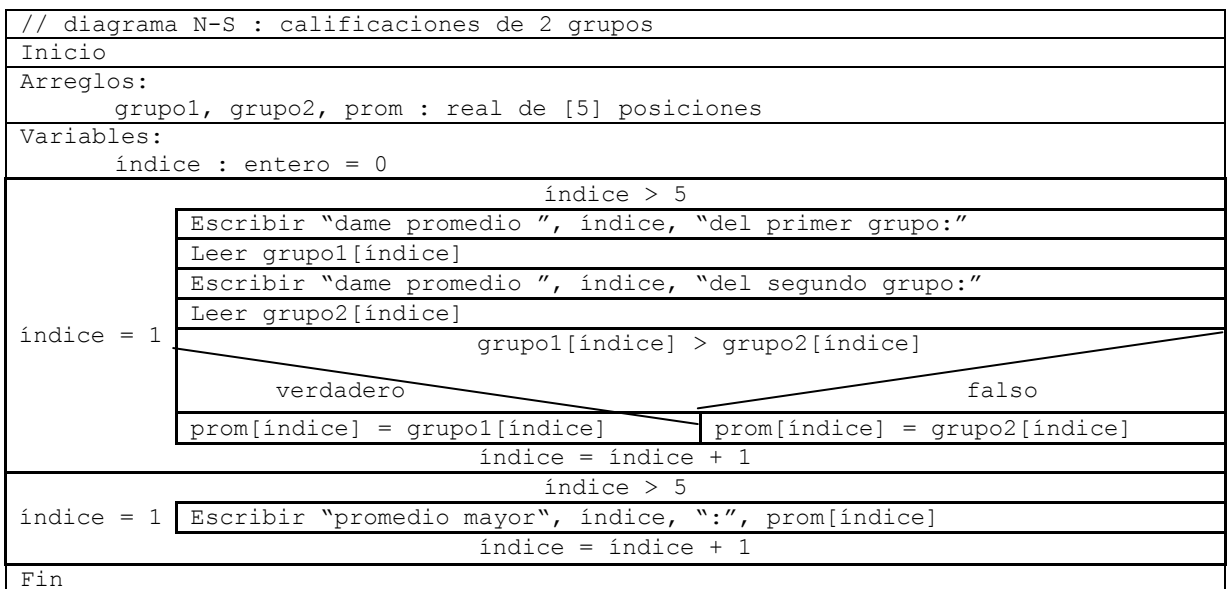 // diagrama N-S : calificaciones de 2 grupos
Inicio
Arreglos:
grupo1, grupo2, prom : real de [5] posiciones
Variables:
índice : entero = 0
índice > 5
Escribir “dame promedio ”, índice, “del primer grupo:”
Leer grupo1[índice]
Escribir “dame promedio ”, índice, “del segundo grupo:”
Leer grupo2[índice]
índice = 1
grupo1[índice] > grupo2[índice]
verdadero falso
prom[índice] = grupo1[índice] prom[índice] = grupo2[índice]
índice = índice + 1
índice > 5
índice = 1 Escribir “promedio mayor“, índice, “:”, prom[índice]
índice = índice + 1
Fin